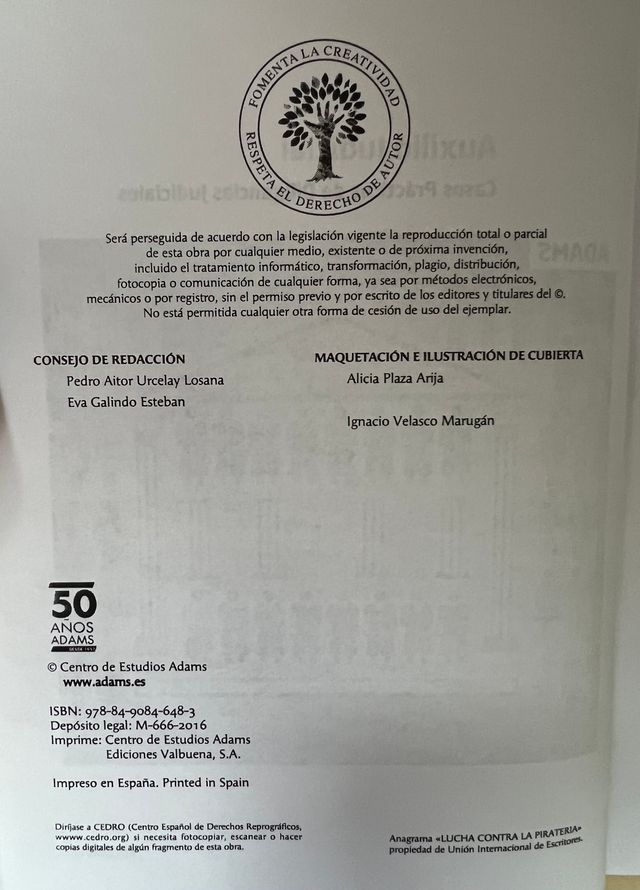 FOMENTA LA CREATIVIDAD
RESPETA EL DERECHO DE AUTOR
Será perseguida de acuerdo con la legislación vigente la reproducción total o parcial
de esta obra por cualquier medio, existente o de próxima invención,
incluido el tratamiento informático, transformación, plagio, distribución,
fotocopia o comunicación de cualquier forma, ya sea por métodos electrónicos,
mecánicos o por registro, sin el permiso previo y por escrito de los editores y titulares del ©.
No está permitida cualquier otra forma de cesión de uso del ejemplar.
CONSEJO DE REDACCIÓN
Pedro Aitor Urcelay Losana
Eva Galindo Esteban
MAQUETACIÓN E ILUSTRACIÓN DE CUBIERTA
Alicia Plaza Arija
Ignacio Velasco Marugán
50
AÑOS
ADAMS
DESDE 1957
© Centro de Estudios Adams
www.adams.es
ISBN: 978-84-9084-648-3
Depósito legal: M-666-2016
Imprime: Centro de Estudios Adams
Ediciones Valbuena, S.A.
Impreso en España. Printed in Spain
Diríjase a CEDRO (Centro Español de Derechos Reprográficos,
www.cedro.org) si necesita fotocopiar, escanear o hacer
copias digitales de algún fragmento de esta obra.
Anagrama «LUCHA CONTRA LA PIRATERIA»
propiedad de Unión Internacional de Escritores.